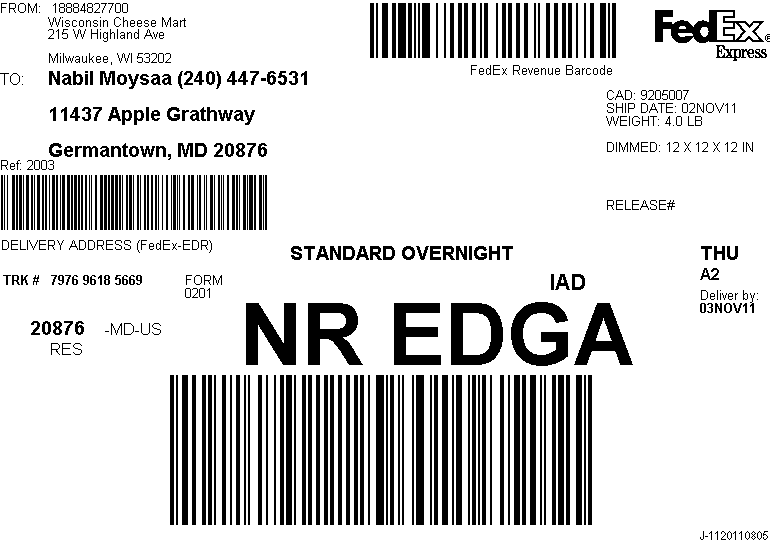 FROM: 18884827700
Wisconsin Cheese Mart
215 W Highland Ave
Milwaukee, WI 53202
TO: Nabil Moysaa (240) 447-6531
11437 Apple Grathway
Germantown, MD 20876
Ref: 2003
FedEx Revenue Barcode
FedEx®
Express
CAD: 9205007
SHIP DATE: 02NOV11
WEIGHT: 4.0 LB
DIMMED: 12 X 12 X 12 IN
RELEASE#
DELIVERY ADDRESS (FedEx-EDR)
STANDARD OVERNIGHT
THU
A2
Deliver by:
03NOV11
TRK # 7976 9618 5669
FORM
0201
IAD
20876 -MD-US
RES
NR EDGA
J-1120110805